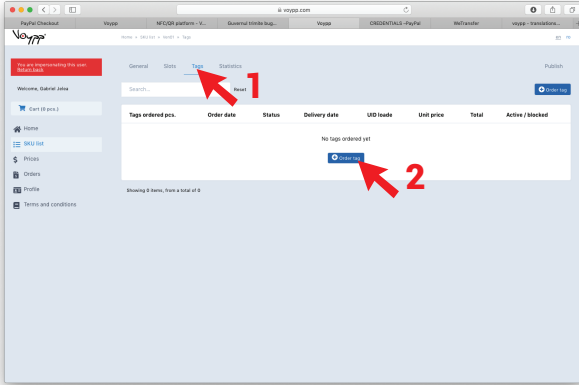 voypp.com
PayPal Checkout
Voypp
NFC/QR platform - V...
Guvernul trimite bug...
Voypp
CREDENTIALS -PayPal
WeTransfer
voypp - translations...
Voypp
Home > SKU list > > Tags
You are impersonating this user.
Return back
Welcome, Gabriel Jelea
Cart (0 pcs.)
Home
SKU list
Prices
Orders
Profile
Terms and conditions
General
Slots
Tags
Statistics
Publish
1
Search...
Reset
Order tag
Tags ordered pcs.
Order date
Status
Delivery date
UID loade
Unit price
Total
Active / blocked
No tags ordered yet
Order tag
2
Showing 0 items, from a total of 0